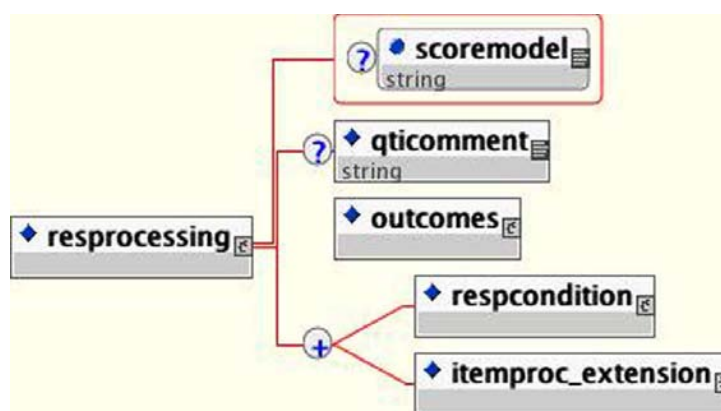 ? scoremodel
string
? qticomment
string
resprocessing
outcomes
respcondition
+
itemproc_extension